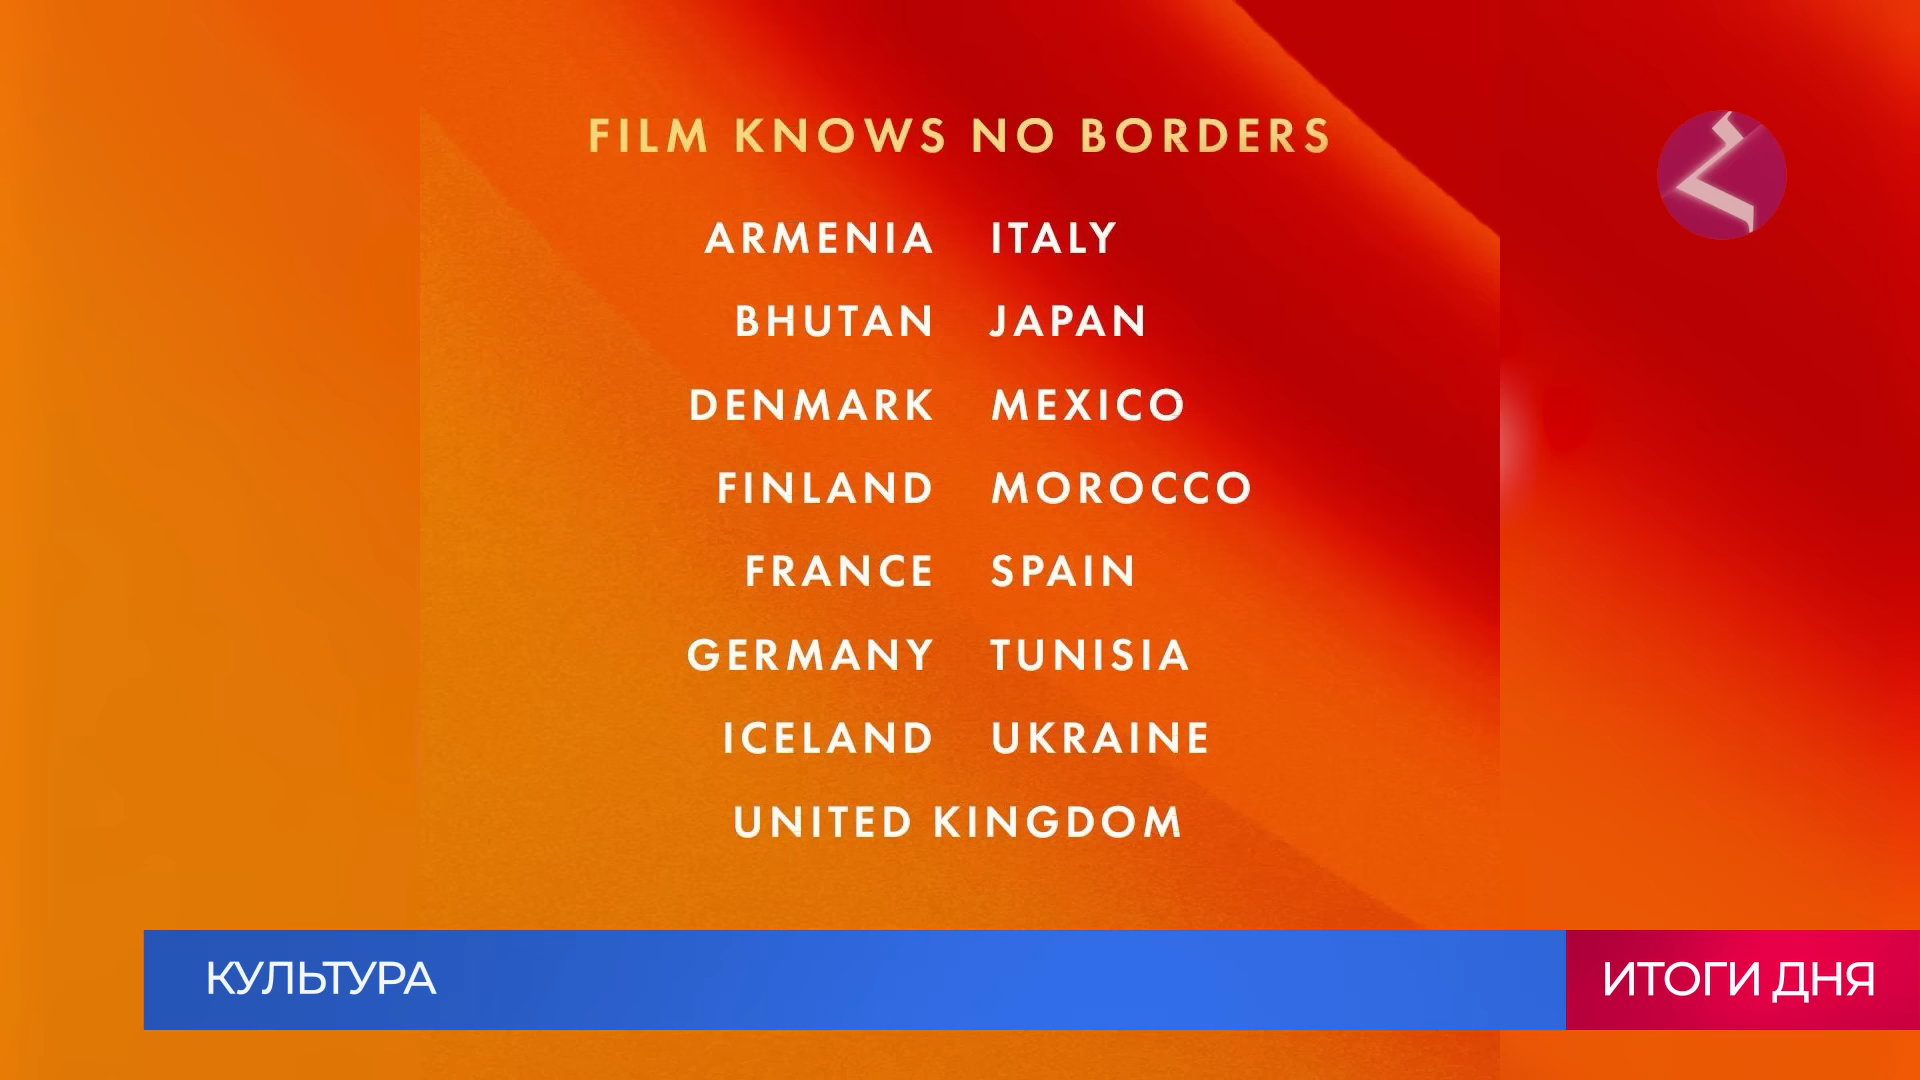 FILM KNOWS NO BORDERS
ARMENIA ITALY
BHUTAN JAPAN
DENMARK MEXICO
FINLAND MOROCCO
FRANCE SPAIN
GERMANY TUNISIA
ICELAND UKRAINE
UNITED KINGDOM
КУЛЬТУРА
ИТОГИ ДНЯ